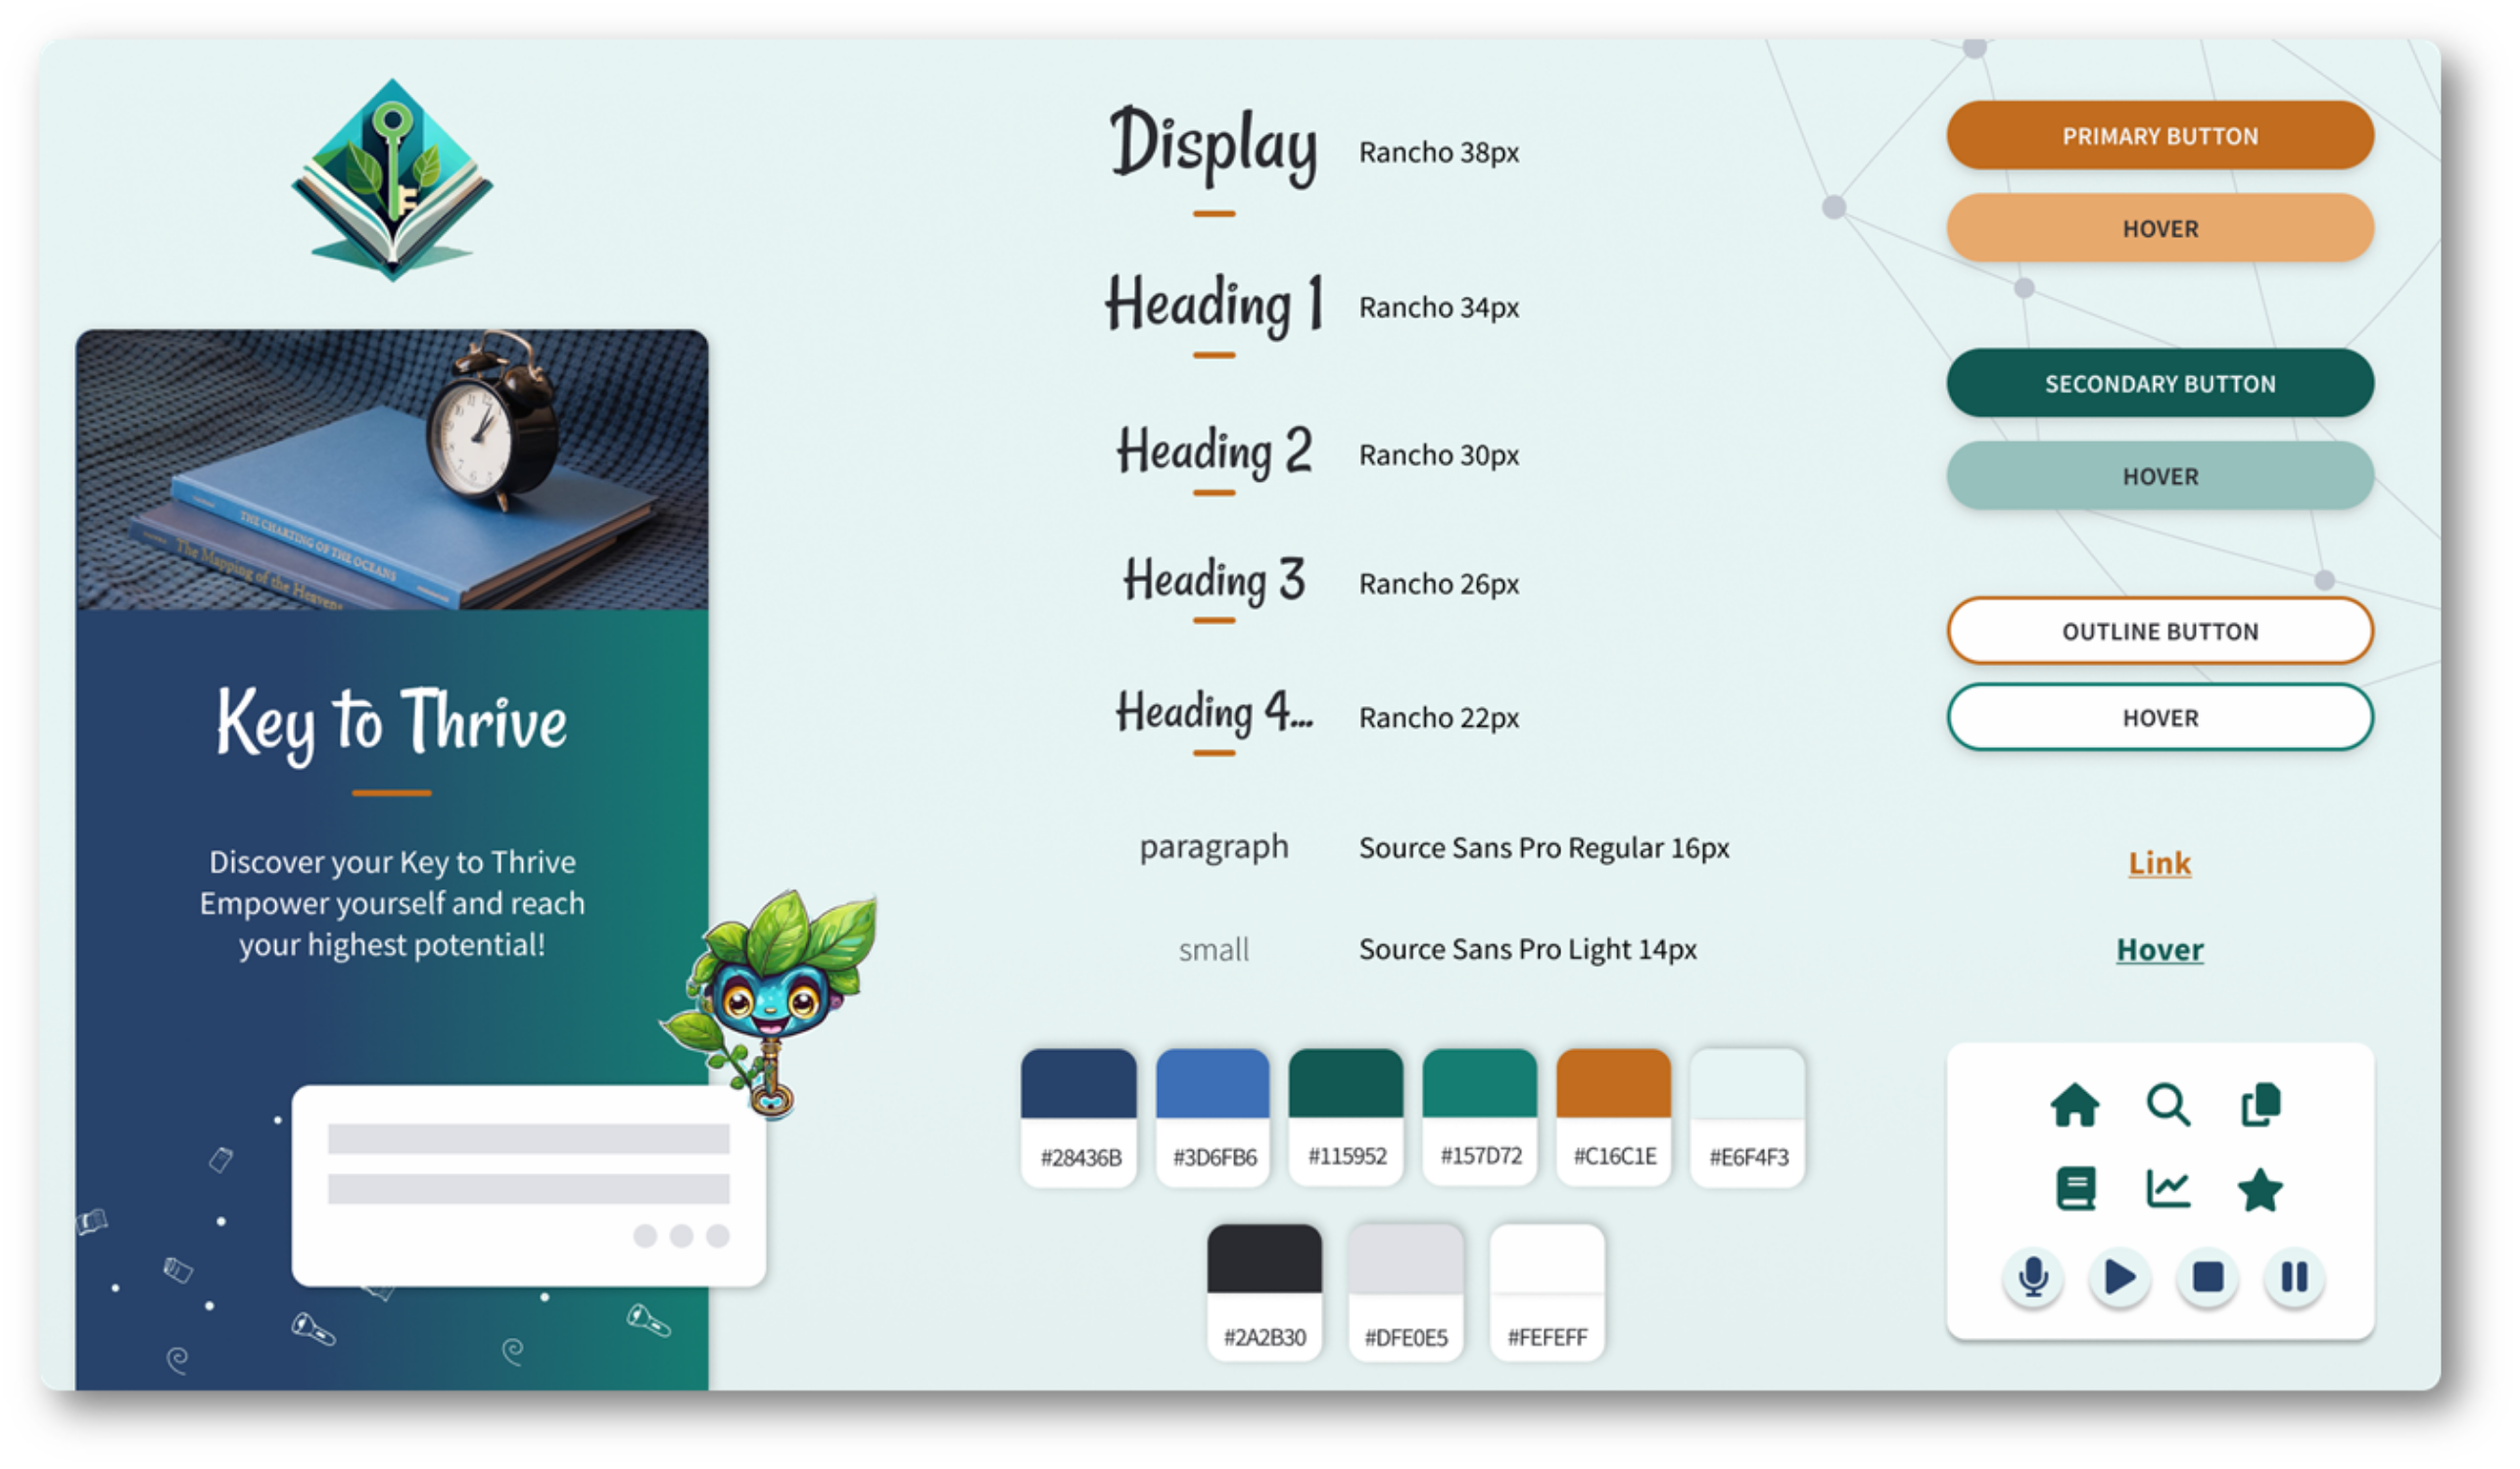 THE CHARTING OF THE OCEANS
The Mapping of the Heavens
Key to Thrive
Discover your Key to Thrive
Empower yourself and reach
your highest potential!
Display Rancho 38px
Heading 1 Rancho 34px
Heading 2 Rancho 30px
Heading 3 Rancho 26px
Heading 4... Rancho 22px
paragraph Source Sans Pro Regular 16px
small Source Sans Pro Light 14px
#28436B #3D6FB6 #115952 #157D72 #C16C1E #E6F4F3
#2A2B30 #DFE0E5 #FEFEFF
PRIMARY BUTTON
HOVER
SECONDARY BUTTON
HOVER
OUTLINE BUTTON
HOVER
Link
Hover